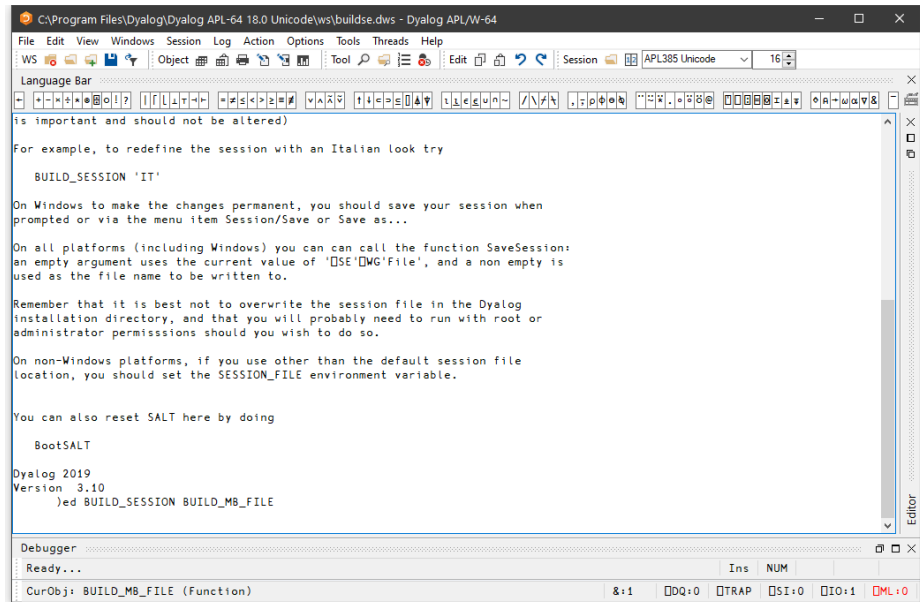 C:\Program Files\Dyalog\Dyalog APL-64 18.0 Unicode\ws\buildse.dws - Dyalog APL/W-64
File Edit View Windows Session Log Action Options Tools Threads Help
WS Object Tool Edit Session APL385 Unicode 16
Language Bar
is important and should not be altered)
For example, to redefine the session with an Italian look try
BUILD_SESSION 'IT'
On Windows to make the changes permanent, you should save your session when
prompted or via the menu item Session/Save or Save as...
On all platforms (including Windows) you can can call the function SaveSession:
an empty argument uses the current value of '⎕SE'⎕WG'File', and a non empty is
used as the file name to be written to.
Remember that it is best not to overwrite the session file in the Dyalog
installation directory, and that you will probably need to run with root or
administrator permisssions should you wish to do so.
On non-Windows platforms, if you use other than the default session file
location, you should set the SESSION_FILE environment variable.
You can also reset SALT here by doing
BootSALT
Dyalog 2019
Version 3.10
)ed BUILD_SESSION BUILD_MB_FILE
Editor
Debugger
Ready... Ins NUM
CurObj: BUILD_MB_FILE (Function) &:1 ⎕DQ:0 ⎕TRAP ⎕SI:0 ⎕IO:1 ⎕ML:0